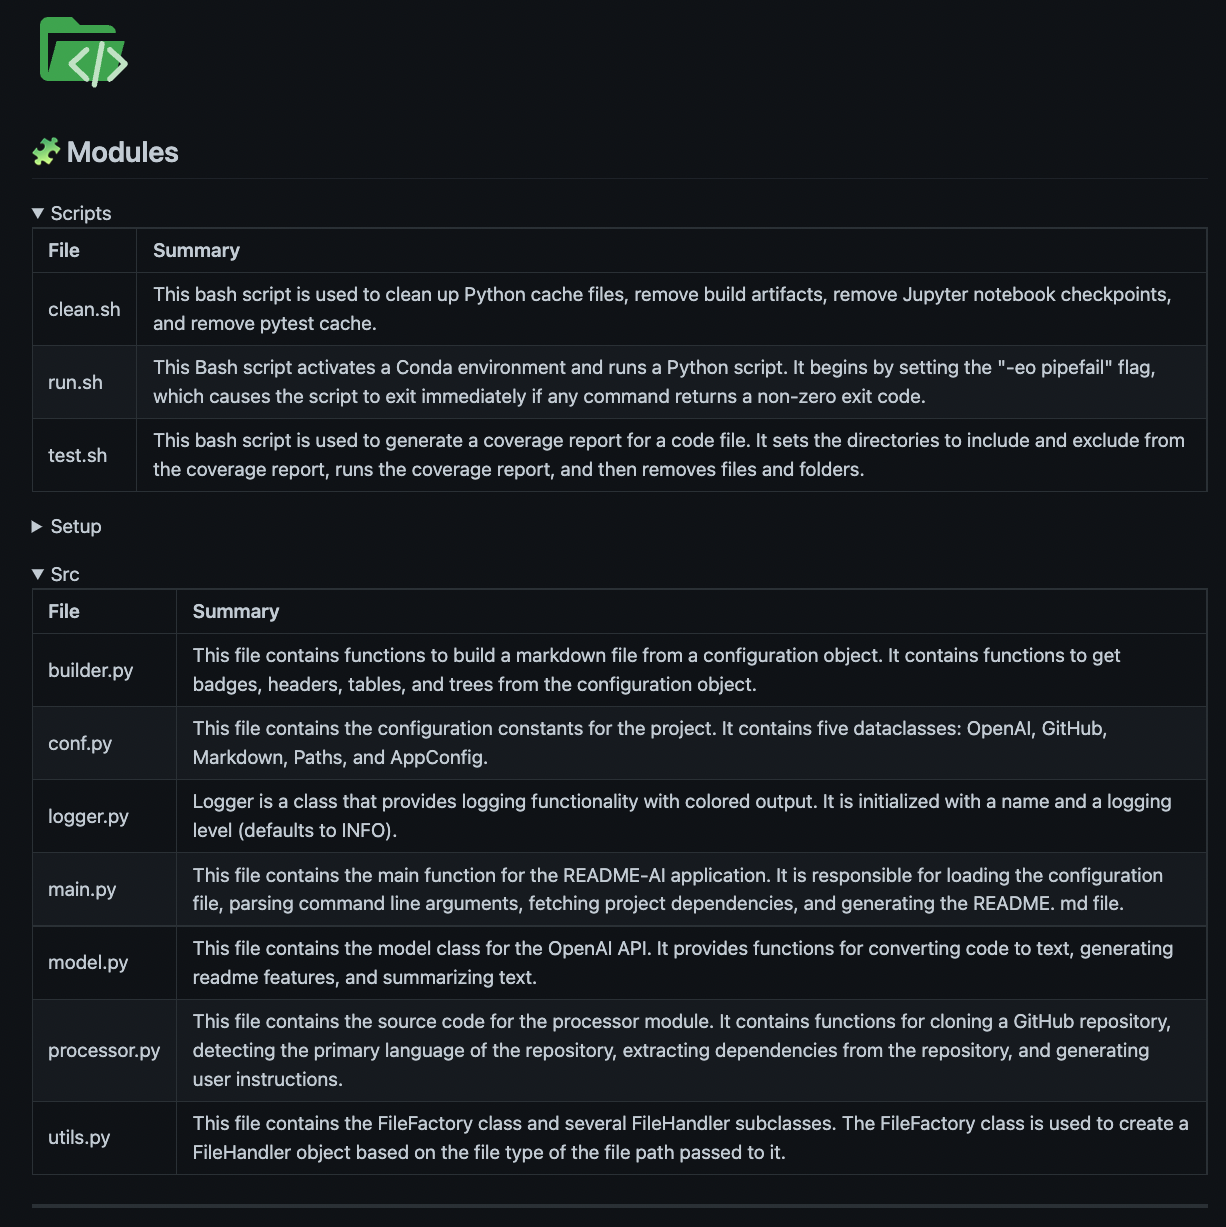 </>
Modules
Scripts
File Summary
clean.sh This bash script is used to clean up Python cache files, remove build artifacts, remove Jupyter notebook checkpoints,
and remove pytest cache.
run.sh This Bash script activates a Conda environment and runs a Python script. It begins by setting the "-eo pipefail" flag,
which causes the script to exit immediately if any command returns a non-zero exit code.
test.sh This bash script is used to generate a coverage report for a code file. It sets the directories to include and exclude from
the coverage report, runs the coverage report, and then removes files and folders.
Setup
Src
File Summary
builder.py This file contains functions to build a markdown file from a configuration object. It contains functions to get
badges, headers, tables, and trees from the configuration object.
conf.py This file contains the configuration constants for the project. It contains five dataclasses: OpenAI, GitHub,
Markdown, Paths, and AppConfig.
logger.py Logger is a class that provides logging functionality with colored output. It is initialized with a name and a logging
level (defaults to INFO).
main.py This file contains the main function for the README-AI application. It is responsible for loading the configuration
file, parsing command line arguments, fetching project dependencies, and generating the README. md file.
model.py This file contains the model class for the OpenAI API. It provides functions for converting code to text, generating
readme features, and summarizing text.
processor.py This file contains the source code for the processor module. It contains functions for cloning a GitHub repository,
detecting the primary language of the repository, extracting dependencies from the repository, and generating
user instructions.
utils.py This file contains the FileFactory class and several FileHandler subclasses. The FileFactory class is used to create a
FileHandler object based on the file type of the file path passed to it.